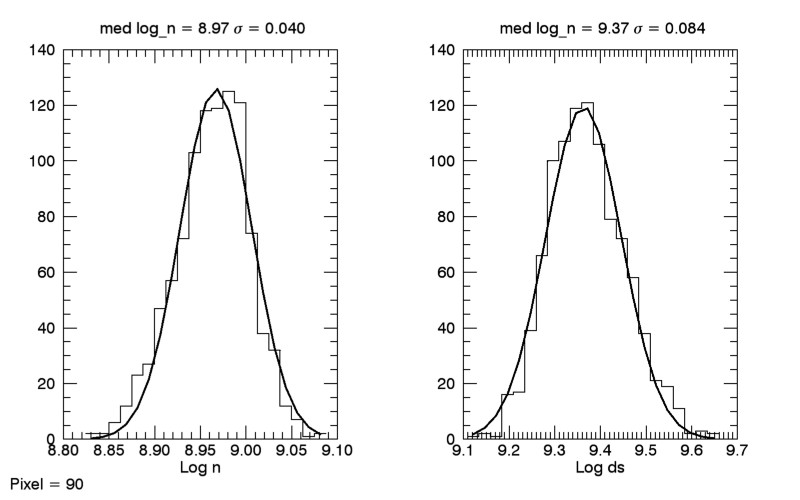 med log_n = 8.97 σ = 0.040
140
120
100
80
60
40
20
0
8.80 8.85 8.90 8.95 9.00 9.05 9.10
Log n
med log_n = 9.37 σ = 0.084
140
120
100
80
60
40
20
0
9.1 9.2 9.3 9.4 9.5 9.6 9.7
Log ds
Pixel = 90